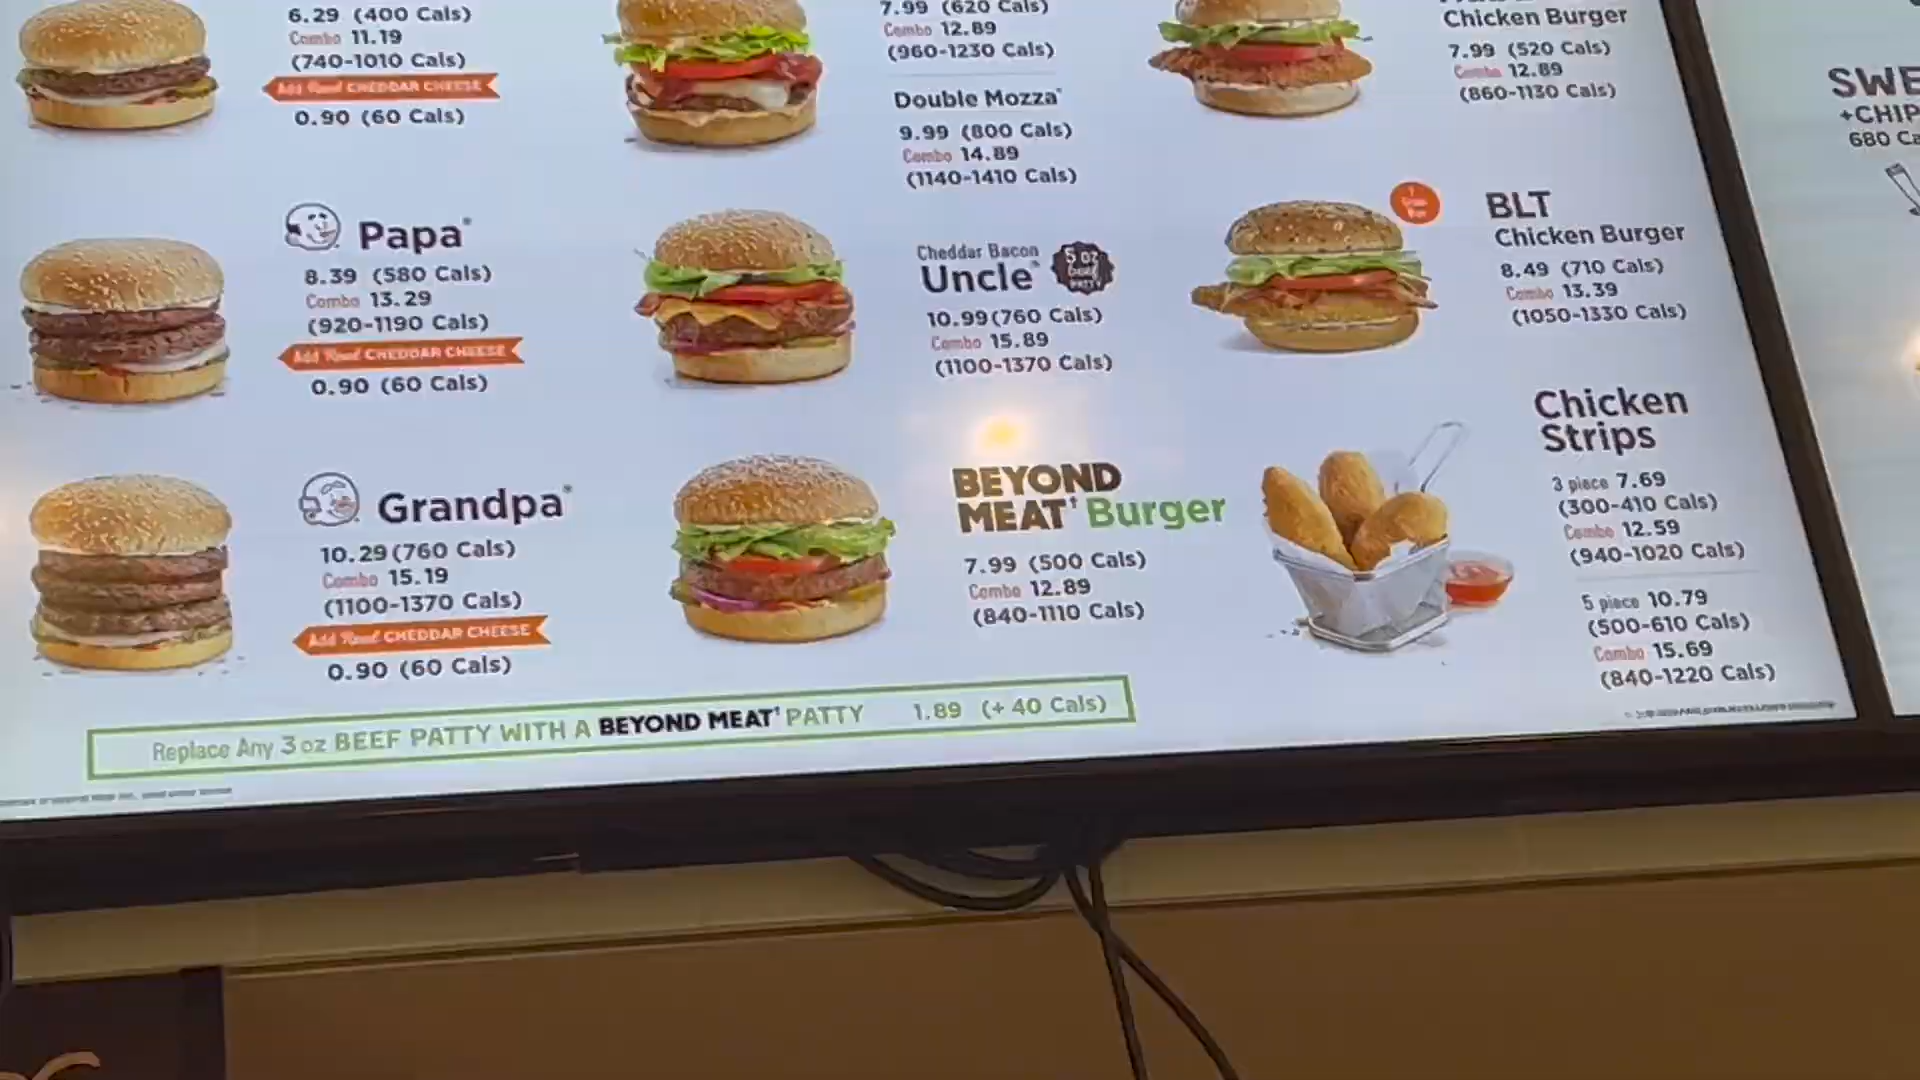 6.29 (400 Cals)
Combo 11.19
(740-1010 Cals)
Add Real CHEDDAR CHEESE
0.90 (60 Cals)
Papa®
8.39 (580 Cals)
Combo 13.29
(920-1190 Cals)
Add Real CHEDDAR CHEESE
0.90 (60 Cals)
Grandpa®
10.29 (760 Cals)
Combo 15.19
(1100-1370 Cals)
Add Real CHEDDAR CHEESE
0.90 (60 Cals)
7.99 (620 Cals)
Combo 12.89
(960-1230 Cals)
Double Mozza®
9.99 (800 Cals)
Combo 14.89
(1140-1410 Cals)
Cheddar Bacon
Uncle®
5 oz
beef
PATTY
10.99 (760 Cals)
Combo 15.89
(1100-1370 Cals)
BEYOND
MEAT† Burger
7.99 (500 Cals)
Combo 12.89
(840-1110 Cals)
Chicken Burger
7.99 (520 Cals)
Combo 12.89
(860-1130 Cals)
BLT
Chicken Burger
8.49 (710 Cals)
Combo 13.39
(1050-1330 Cals)
Chicken
Strips
3 piece 7.69
(300-410 Cals)
Combo 12.59
(940-1020 Cals)
5 piece 10.79
(500-610 Cals)
Combo 15.69
(840-1220 Cals)
Replace Any 3 oz BEEF PATTY WITH A BEYOND MEAT† PATTY 1.89 (+ 40 Cals)
SWE
+CHIP
680 Ca